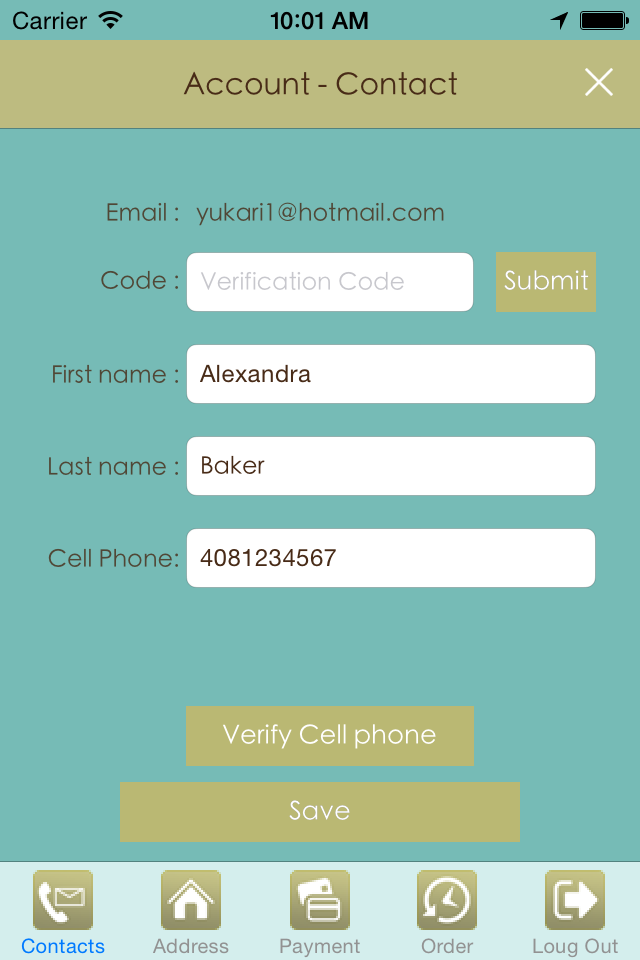 Carrier 10:01 AM
Account - Contact
Email : yukari1@hotmail.com
Code : Verification Code Submit
First name : Alexandra
Last name : Baker
Cell Phone: 4081234567
Verify Cell phone
Save
Contacts Address Payment Order Loug Out